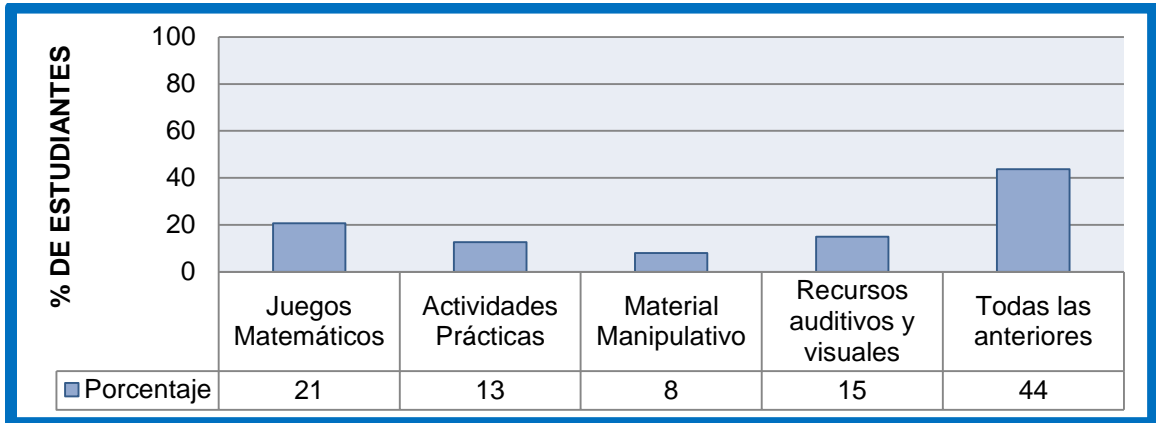 % DE ESTUDIANTES
100
80
60
40
20
0
Juegos
Matemáticos
Actividades
Prácticas
Material
Manipulativo
Recursos
auditivos y
visuales
Todas las
anteriores
Porcentaje 21 13 8 15 44